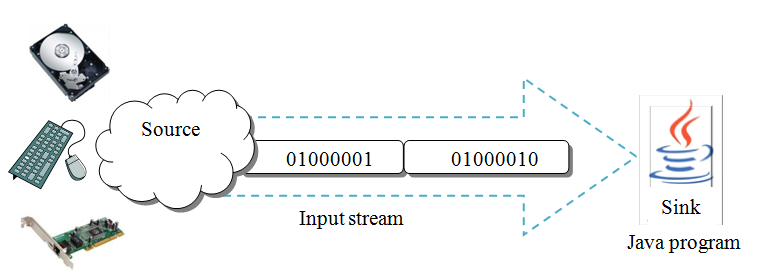 Source
01000001
01000010
Input stream
Sink
Java program